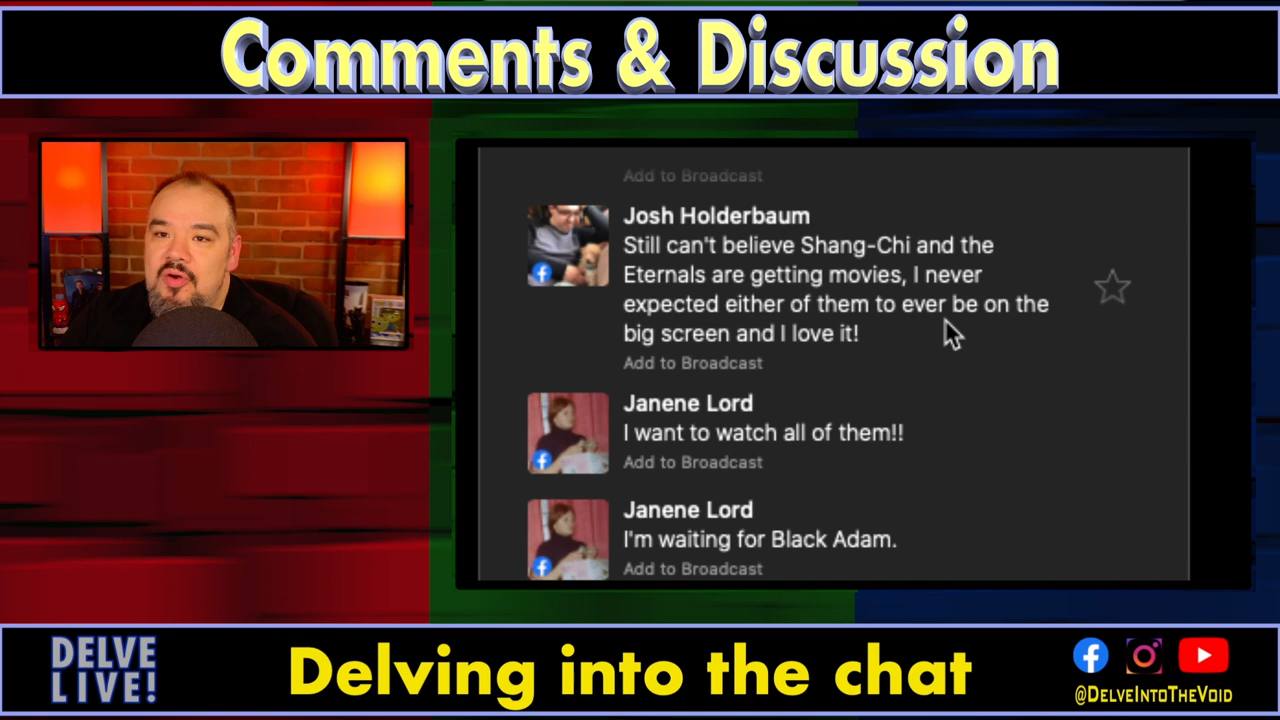 Comments & Discussion
Add to Broadcast
Josh Holderbaum
Still can't believe Shang-Chi and the
Eternals are getting movies, I never
expected either of them to ever be on the
big screen and I love it!
Add to Broadcast
Janene Lord
I want to watch all of them!!
Add to Broadcast
Janene Lord
I'm waiting for Black Adam.
Add to Broadcast
DELVE
LIVE!
Delving into the chat
@DELVEINTOTHEVOID